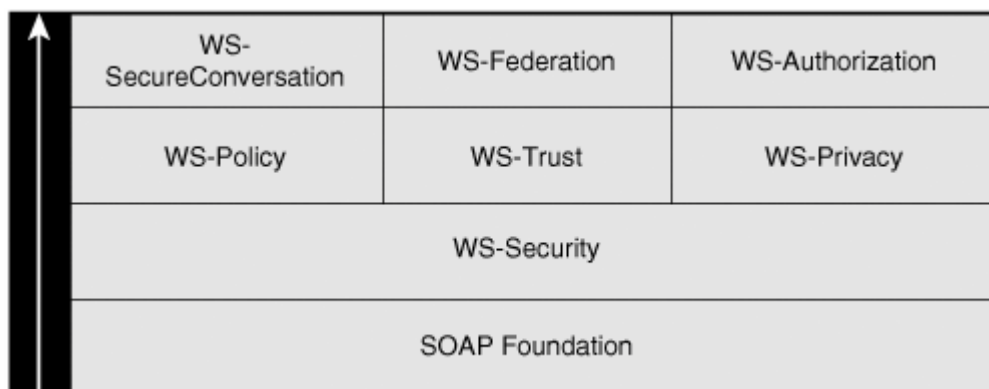 WS-
SecureConversation
WS-Federation
WS-Authorization
WS-Policy
WS-Trust
WS-Privacy
WS-Security
SOAP Foundation